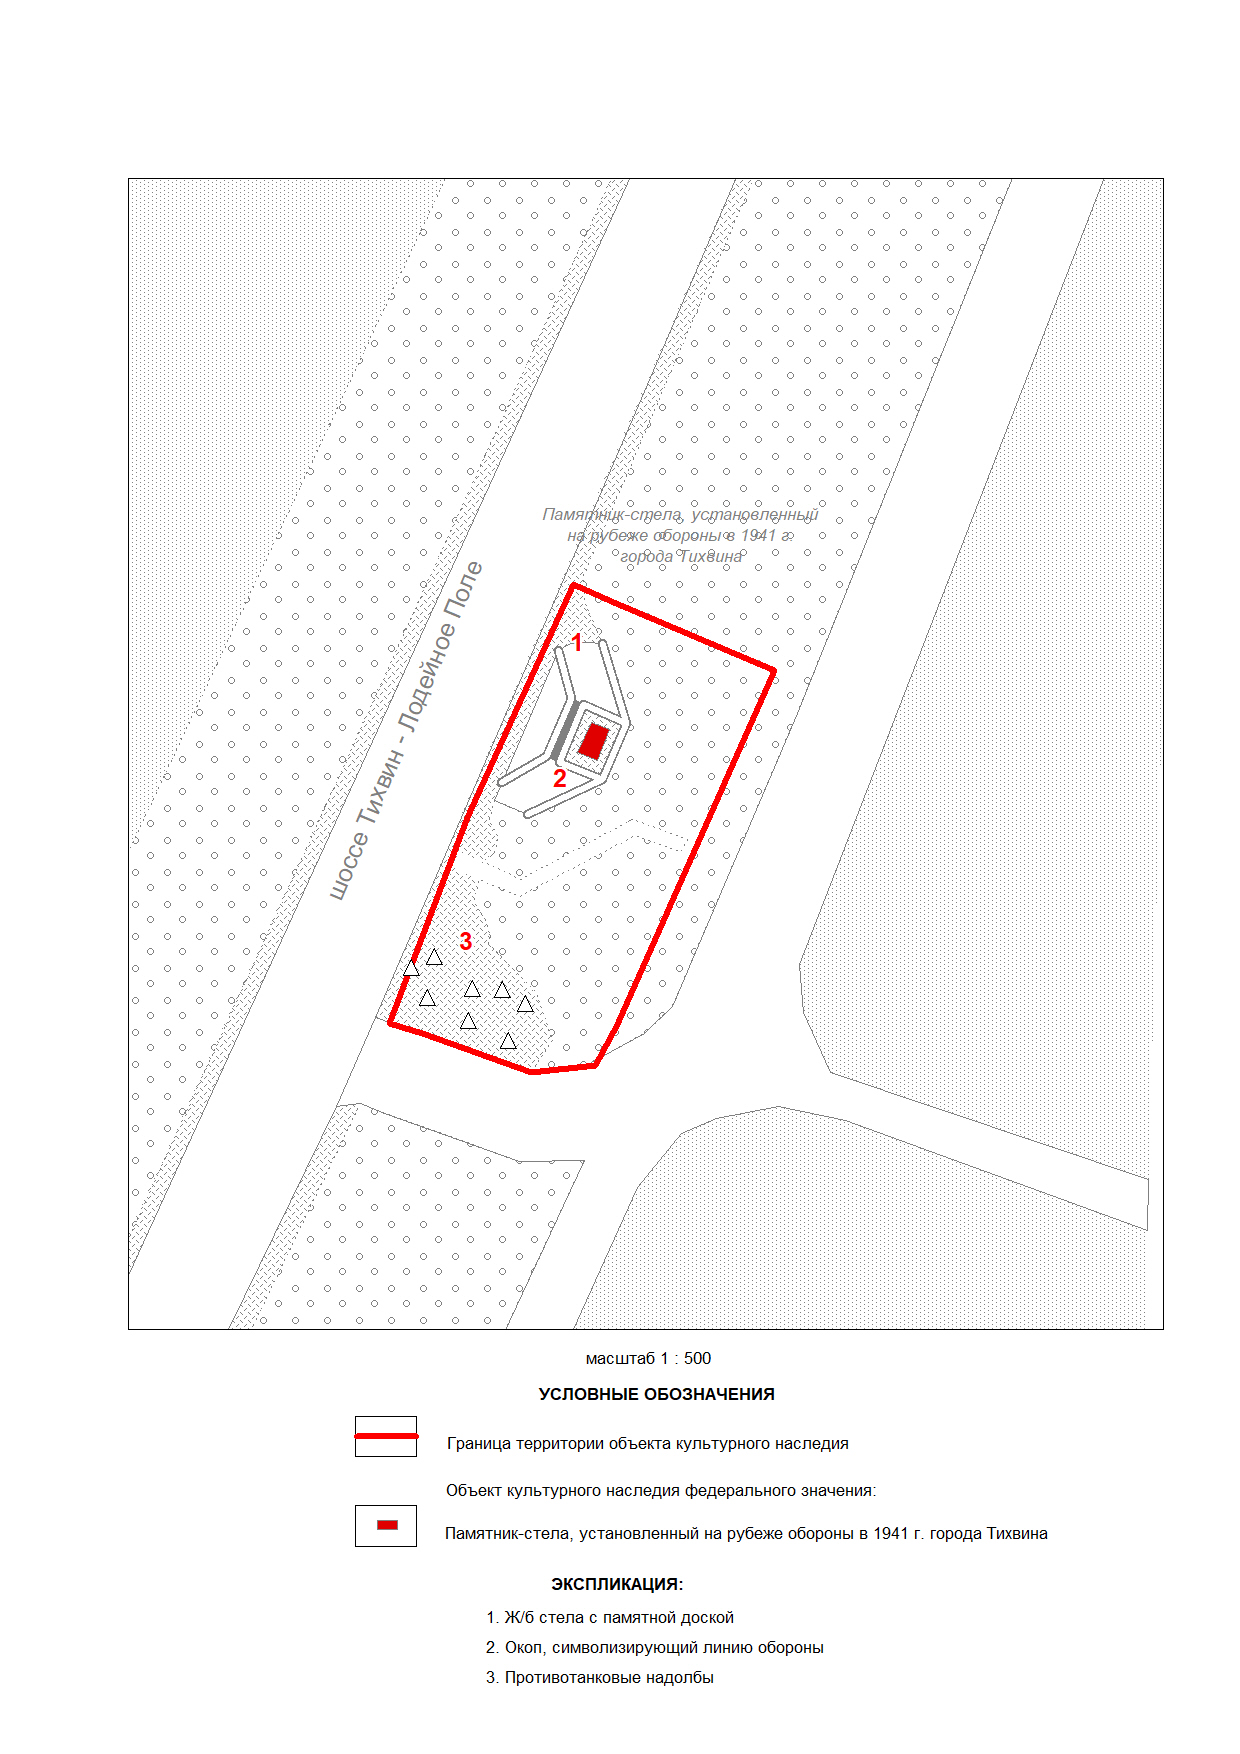 Памятник-стела, установленный
на рубеже обороны в 1941 г.
города Тихвина
шоссе Тихвин - Лодейное Поле
1
2
3
масштаб 1 : 500
УСЛОВНЫЕ ОБОЗНАЧЕНИЯ
Граница территории объекта культурного наследия
Объект культурного наследия федерального значения:
Памятник-стела, установленный на рубеже обороны в 1941 г. города Тихвина
ЭКСПЛИКАЦИЯ:
1. Ж/б стела с памятной доской
2. Окоп, символизирующий линию обороны
3. Противотанковые надолбы